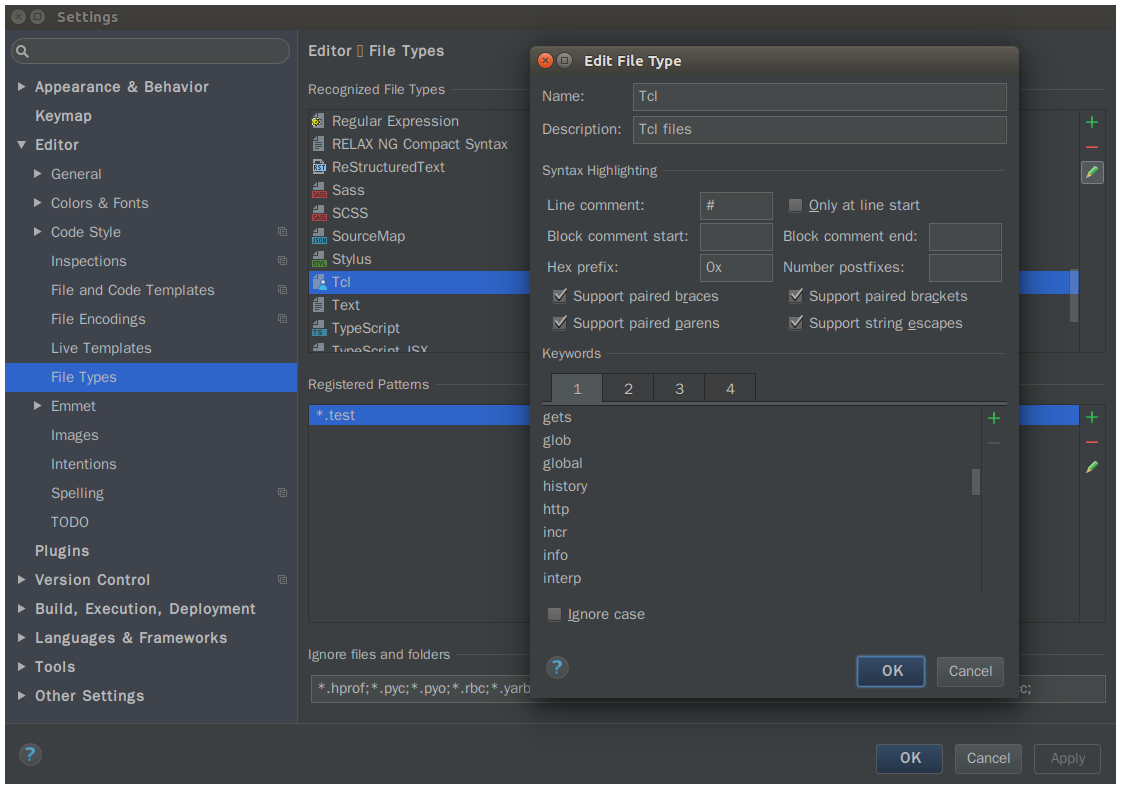 Settings
Appearance & Behavior
Keymap
Editor
General
Colors & Fonts
Code Style
Inspections
File and Code Templates
File Encodings
Live Templates
File Types
Emmet
Images
Intentions
Spelling
TODO
Plugins
Version Control
Build, Execution, Deployment
Languages & Frameworks
Tools
Other Settings
?
Editor File Types
Recognized File Types
Regular Expression
RELAX NG Compact Syntax
ReStructuredText
Sass
SCSS
SourceMap
Stylus
Tcl
Text
TypeScript
TypeScript JSX
Registered Patterns
*.test
Ignore files and folders
*.hprof;*.pyc;*.pyo;*.rbc;*.yarb
c;
Edit File Type
Name: Tcl
Description: Tcl files
Syntax Highlighting
Line comment: # Only at line start
Block comment start: Block comment end:
Hex prefix: 0x Number postfixes:
Support paired braces Support paired brackets
Support paired parens Support string escapes
Keywords
1 2 3 4
gets
glob
global
history
http
incr
info
interp
Ignore case
? OK Cancel
OK Cancel Apply